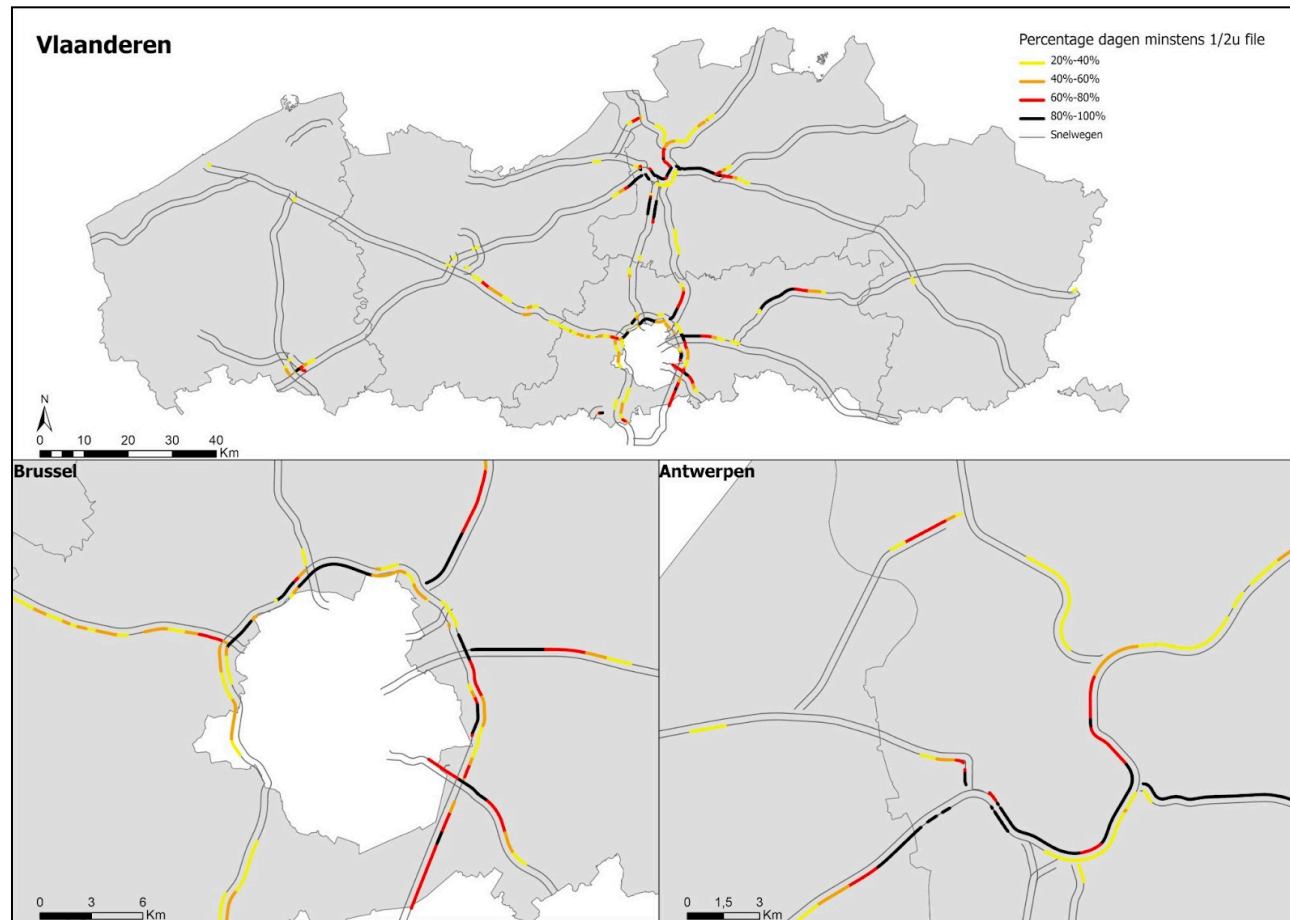 Vlaanderen
Percentage dagen minstens 1/2u file
20%-40%
40%-60%
60%-80%
80%-100%
Snelwegen
N
0 10 20 30 40
Km
Brussel
Antwerpen
0 3 6
Km
0 1,5 3
Km